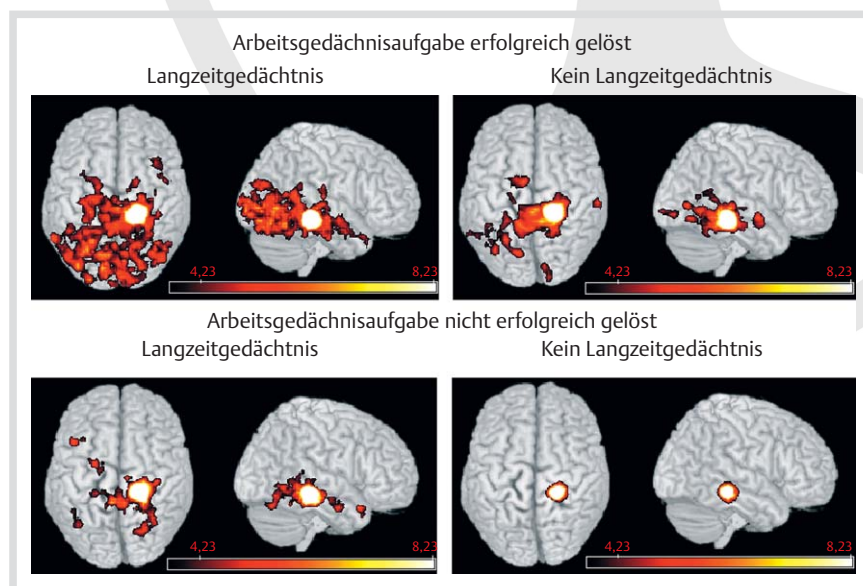 Arbeitsgedächnisaufgabe erfolgreich gelöst
Langzeitgedächtnis
Kein Langzeitgedächtnis
4,23 8,23
4,23 8,23
Arbeitsgedächnisaufgabe nicht erfolgreich gelöst
Langzeitgedächtnis
Kein Langzeitgedächtnis
4,23 8,23
4,23 8,23